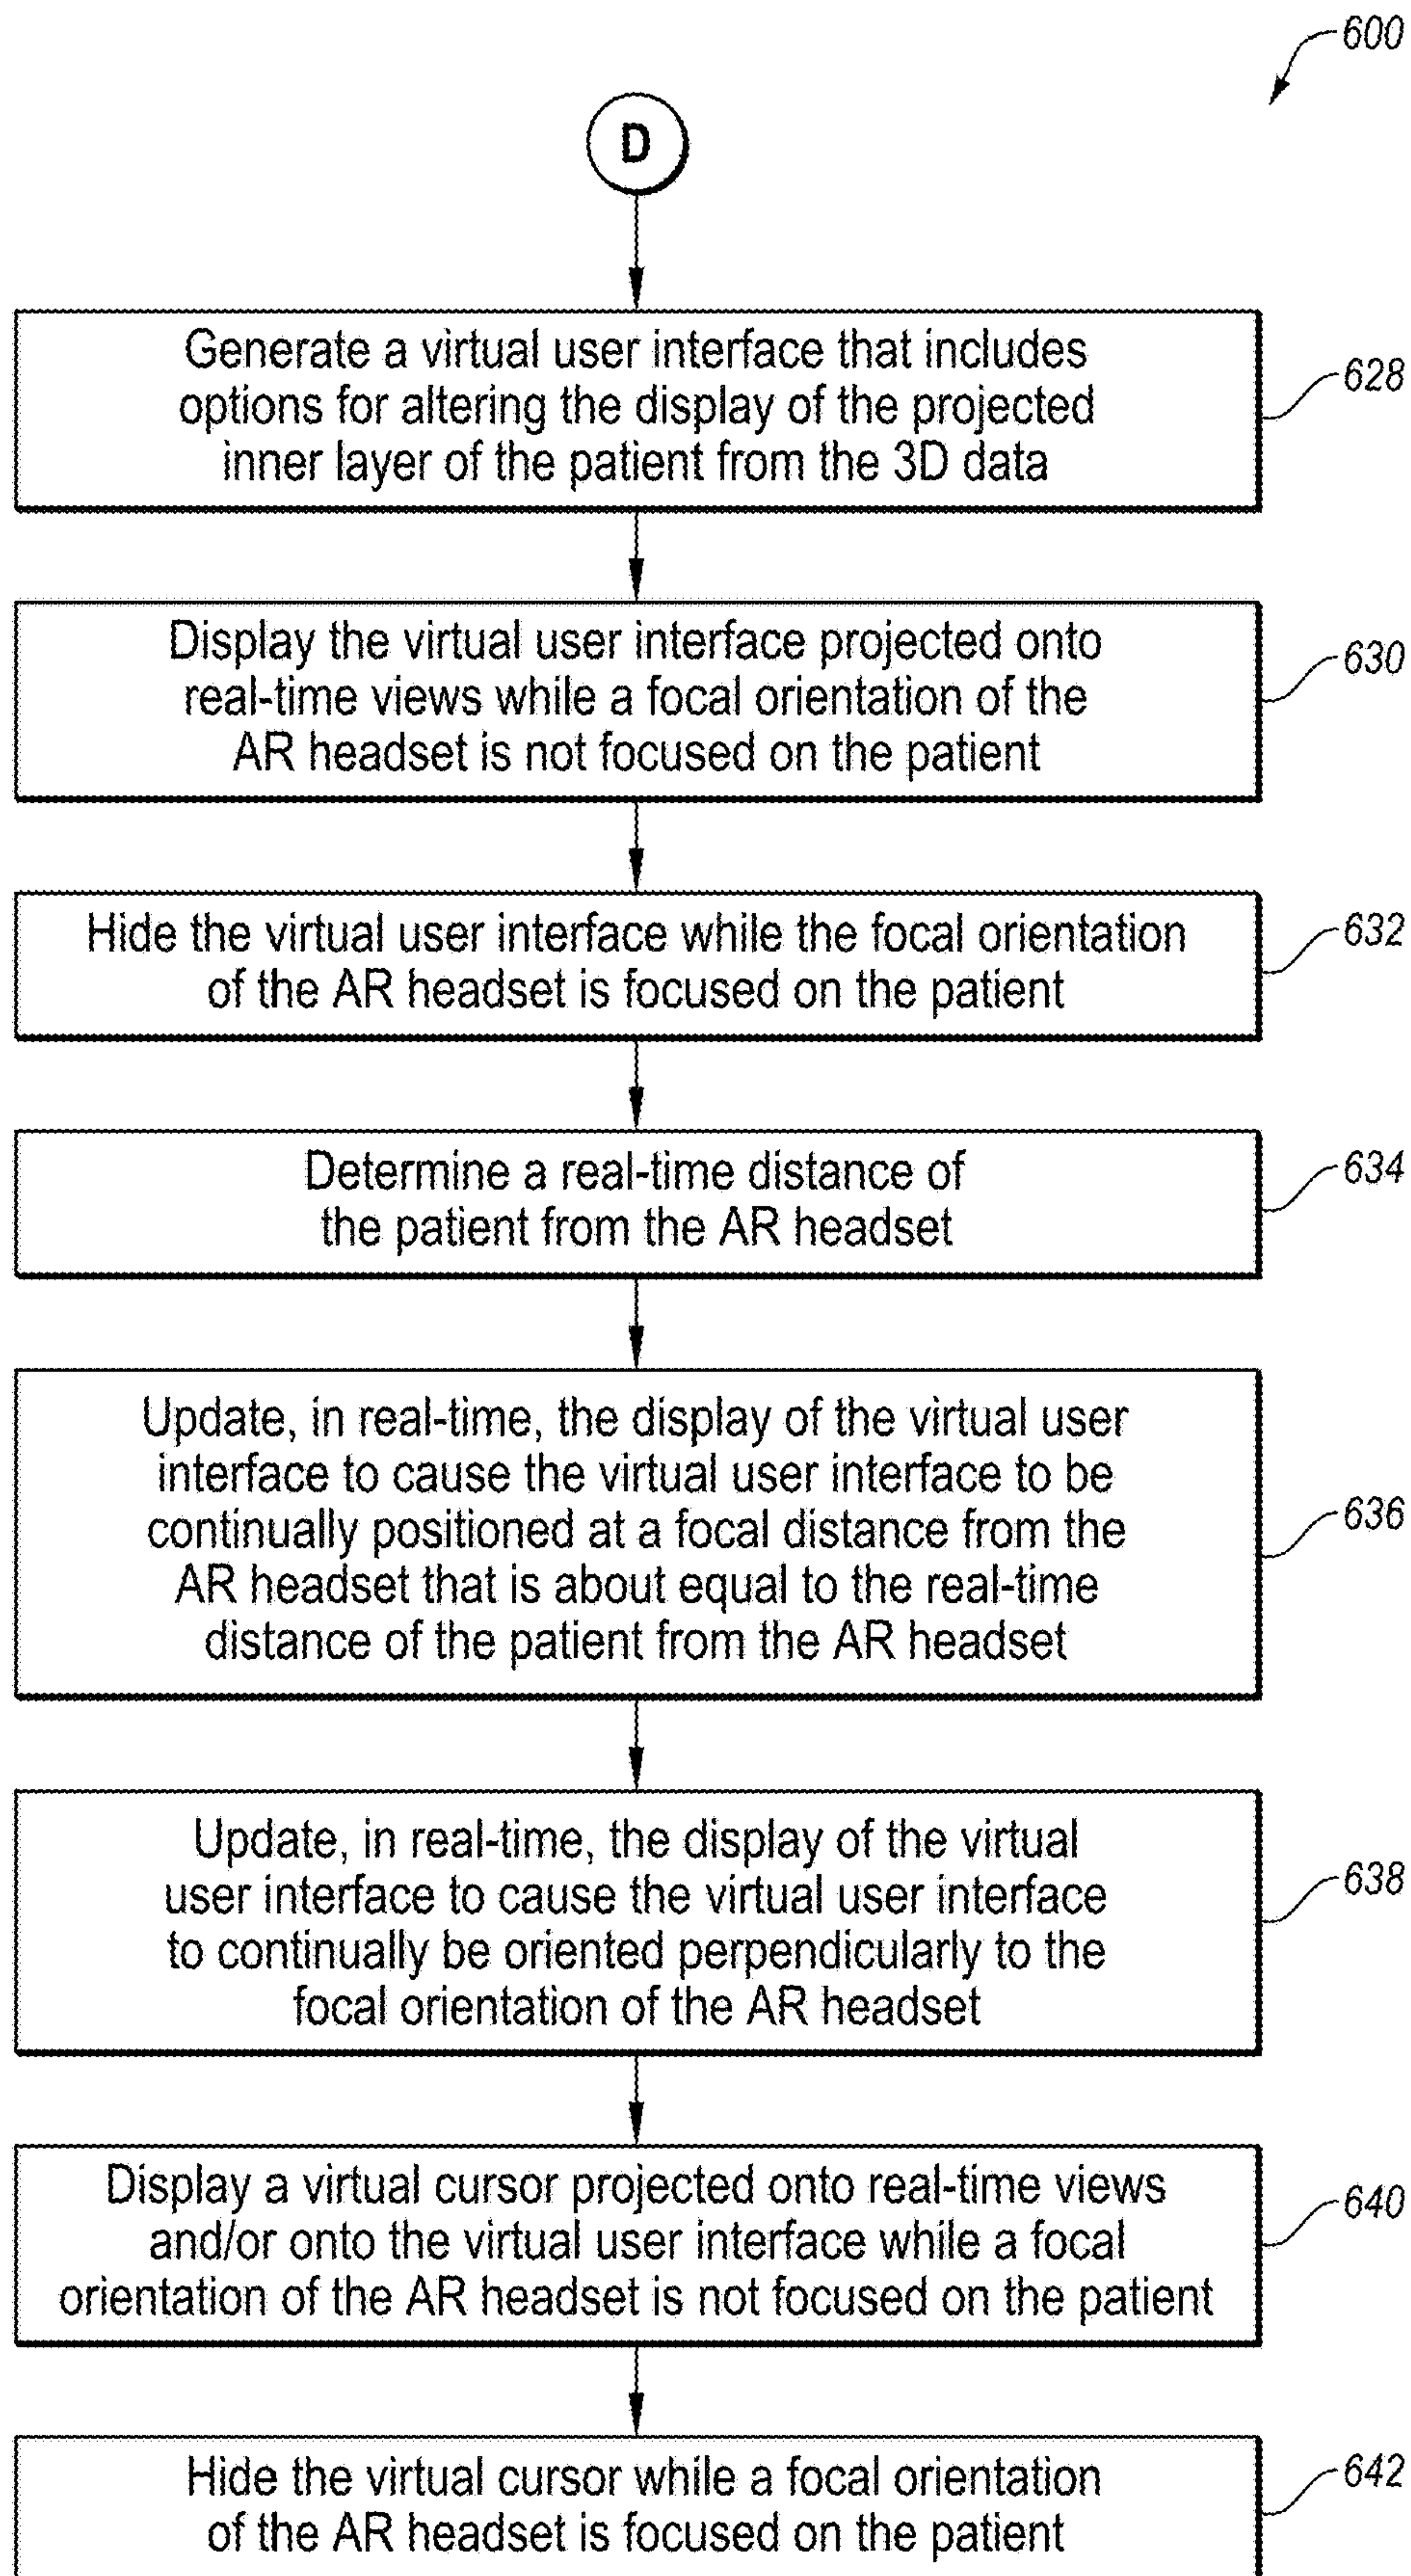 600
D
Generate a virtual user interface that includes
options for altering the display of the projected
inner layer of the patient from the 3D data
628
Display the virtual user interface projected onto
real-time views while a focal orientation of the
AR headset is not focused on the patient
630
Hide the virtual user interface while the focal orientation
of the AR headset is focused on the patient
632
Determine a real-time distance of
the patient from the AR headset
634
Update, in real-time, the display of the virtual user
interface to cause the virtual user interface to be
continually positioned at a focal distance from the
AR headset that is about equal to the real-time
distance of the patient from the AR headset
636
Update, in real-time, the display of the virtual
user interface to cause the virtual user interface
to continually be oriented perpendicularly to the
focal orientation of the AR headset
638
Display a virtual cursor projected onto real-time views
and/or onto the virtual user interface while a focal
orientation of the AR headset is not focused on the patient
640
Hide the virtual cursor while a focal orientation
of the AR headset is focused on the patient
642